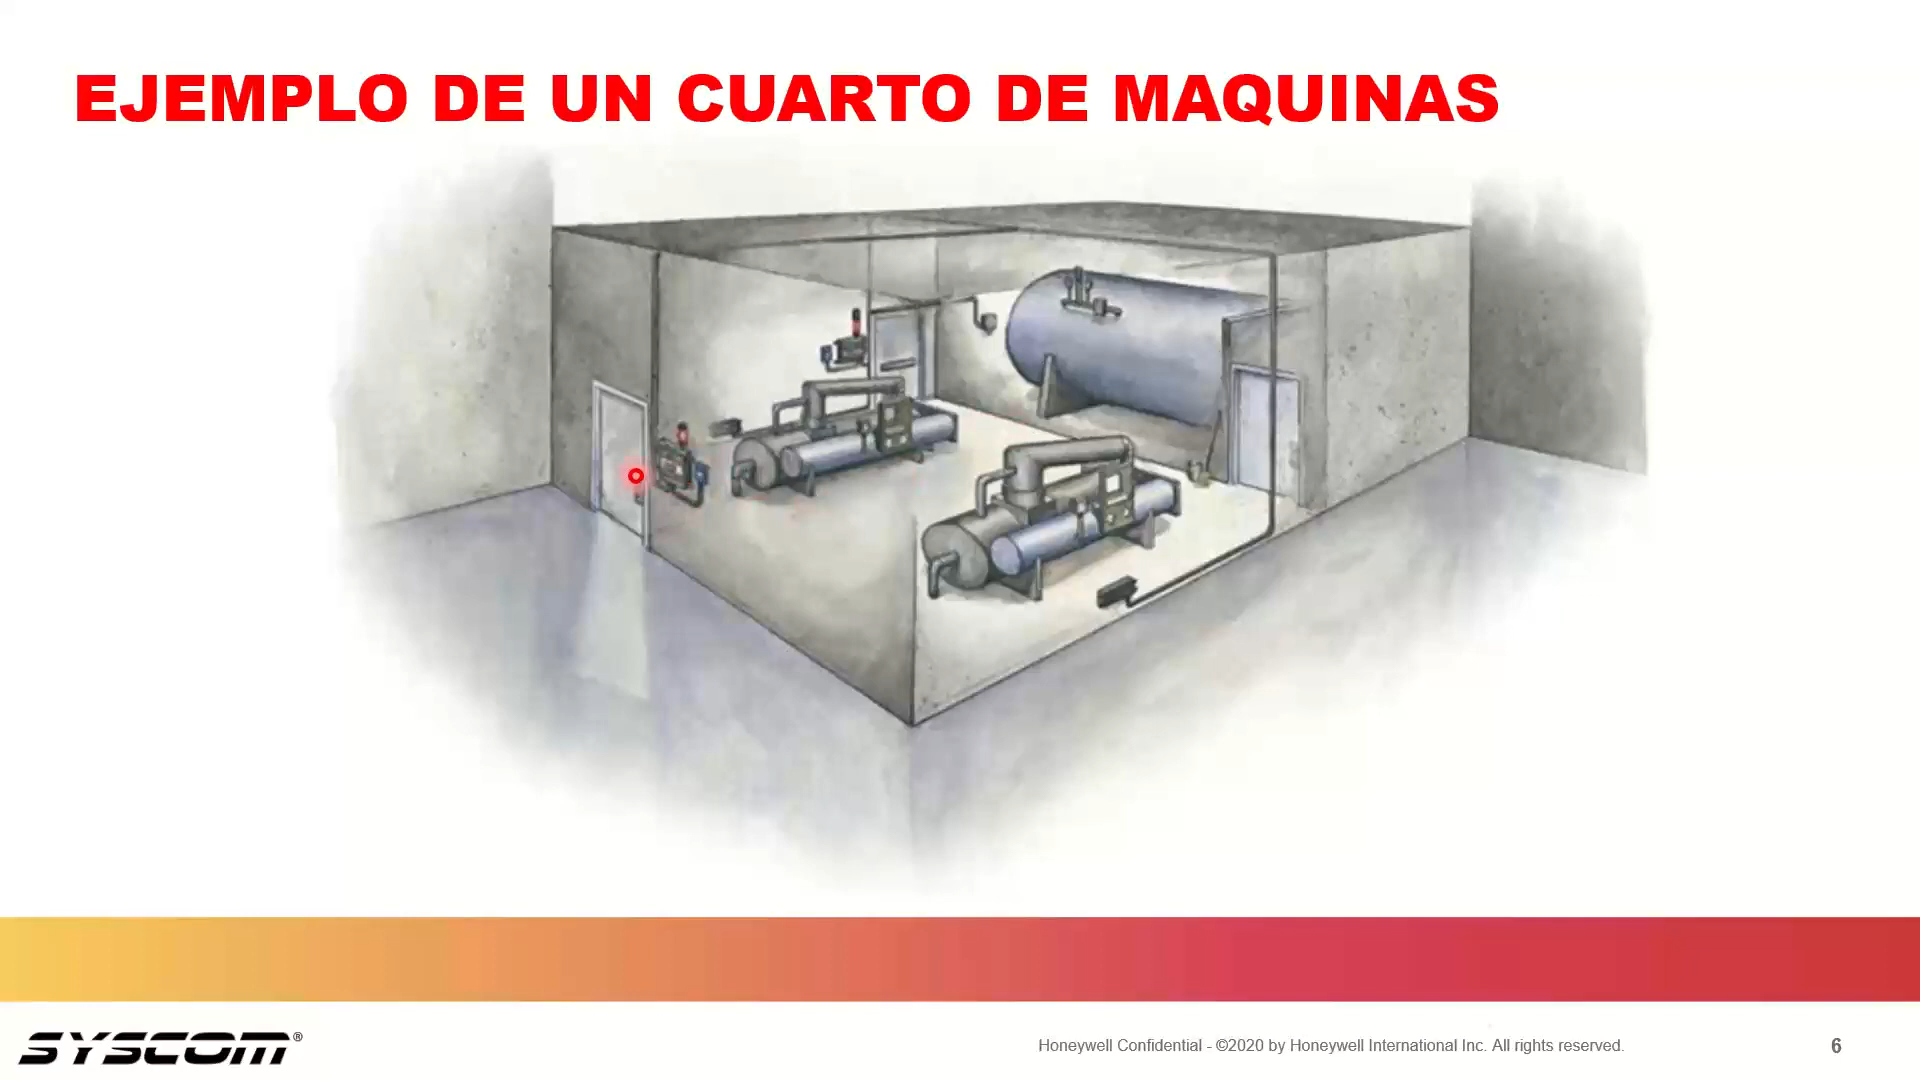 EJEMPLO DE UN CUARTO DE MAQUINAS
SYSCOM®
Honeywell Confidential - ©2020 by Honeywell International Inc. All rights reserved.
6